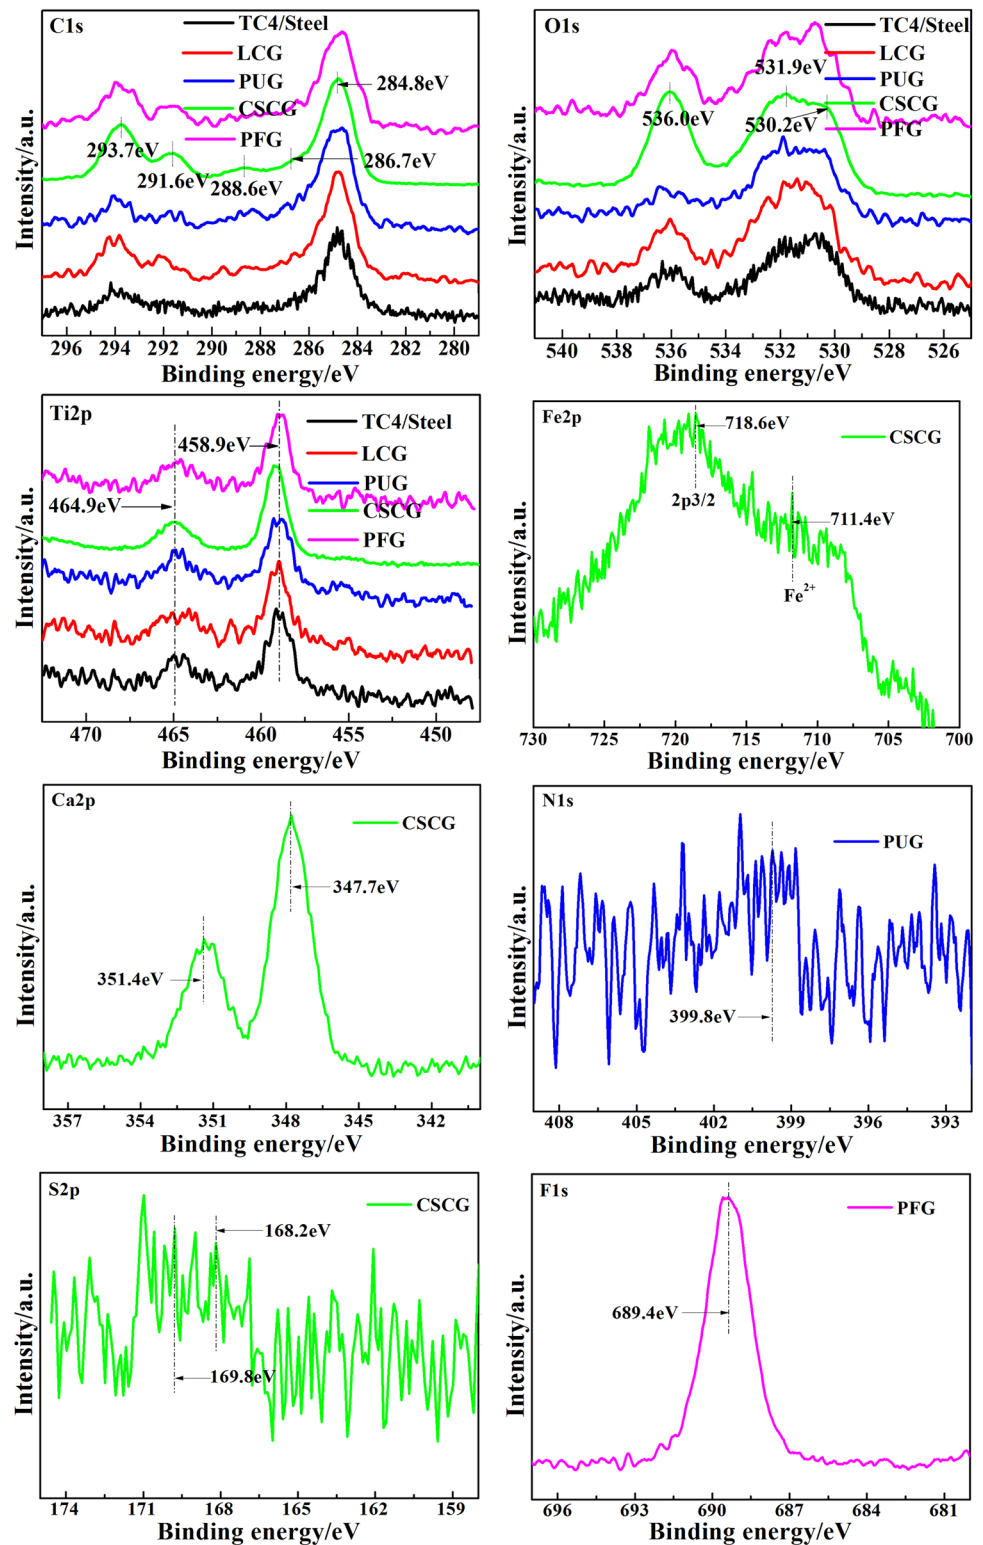 C1s
TC4/Steel
LCG
PUG
CSCG
PFG
284.8eV
293.7eV
291.6eV
288.6eV
286.7eV
Intensity/a.u.
296 294 292 290 288 286 284 282 280
Binding energy/eV
O1s
TC4/Steel
LCG
PUG
CSCG
PFG
531.9eV
536.0eV
530.2eV
Intensity/a.u.
540 538 536 534 532 530 528 526
Binding energy/eV
Ti2p
TC4/Steel
LCG
PUG
CSCG
PFG
458.9eV
464.9eV
Intensity/a.u.
470 465 460 455 450
Binding energy/eV
Fe2p
CSCG
718.6eV
2p3/2
711.4eV
Fe2+
Intensity/a.u.
730 725 720 715 710 705 700
Binding energy/eV
Ca2p
CSCG
347.7eV
351.4eV
Intensity/a.u.
357 354 351 348 345 342
Binding energy/eV
N1s
PUG
399.8eV
Intensity/a.u.
408 405 402 399 396 393
Binding energy/eV
S2p
CSCG
168.2eV
169.8eV
Intensity/a.u.
174 171 168 165 162 159
Binding energy/eV
F1s
PFG
689.4eV
Intensity/a.u.
696 693 690 687 684 681
Binding energy/eV